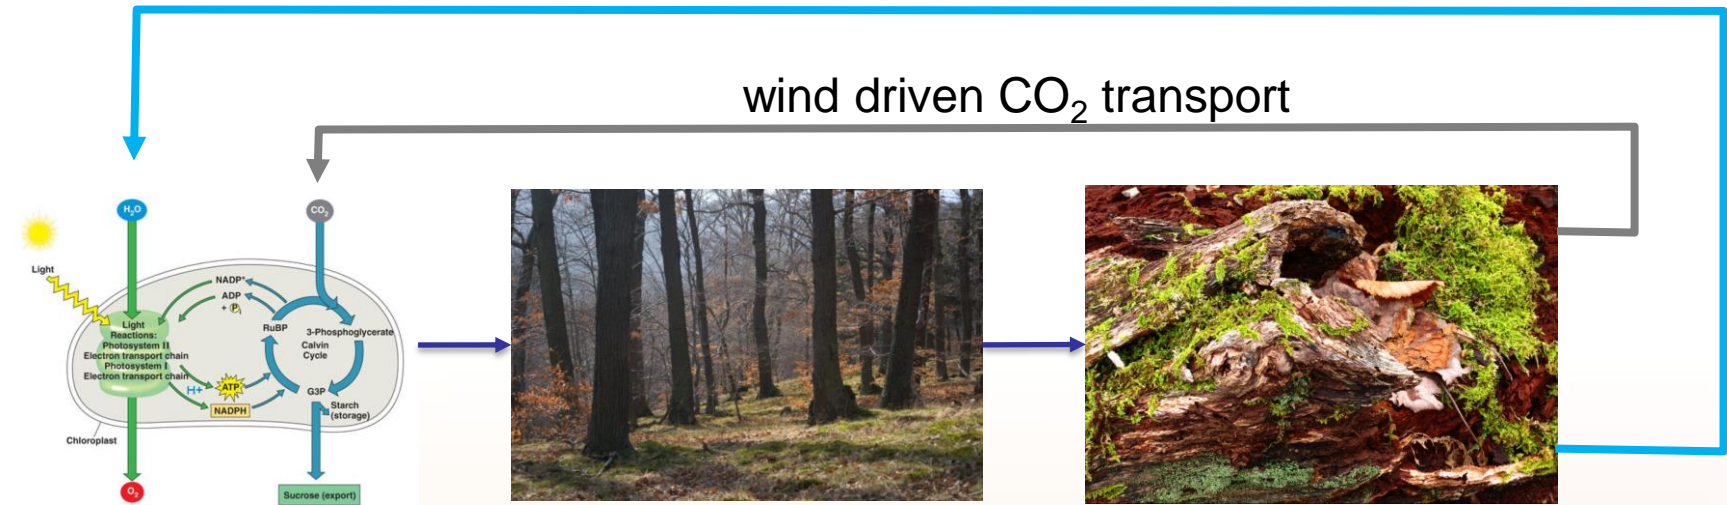 wind driven CO₂ transport
H₂O
CO₂
Light
NADP⁺
ADP
+ Pᵢ
Light
Reactions:
Photosystem II
Electron transport chain
Photosystem I
Electron transport chain
RuBP
3-Phosphoglycerate
Calvin
Cycle
H+
ATP
NADPH
G3P
Starch
(storage)
Chloroplast
O₂
Sucrose (export)